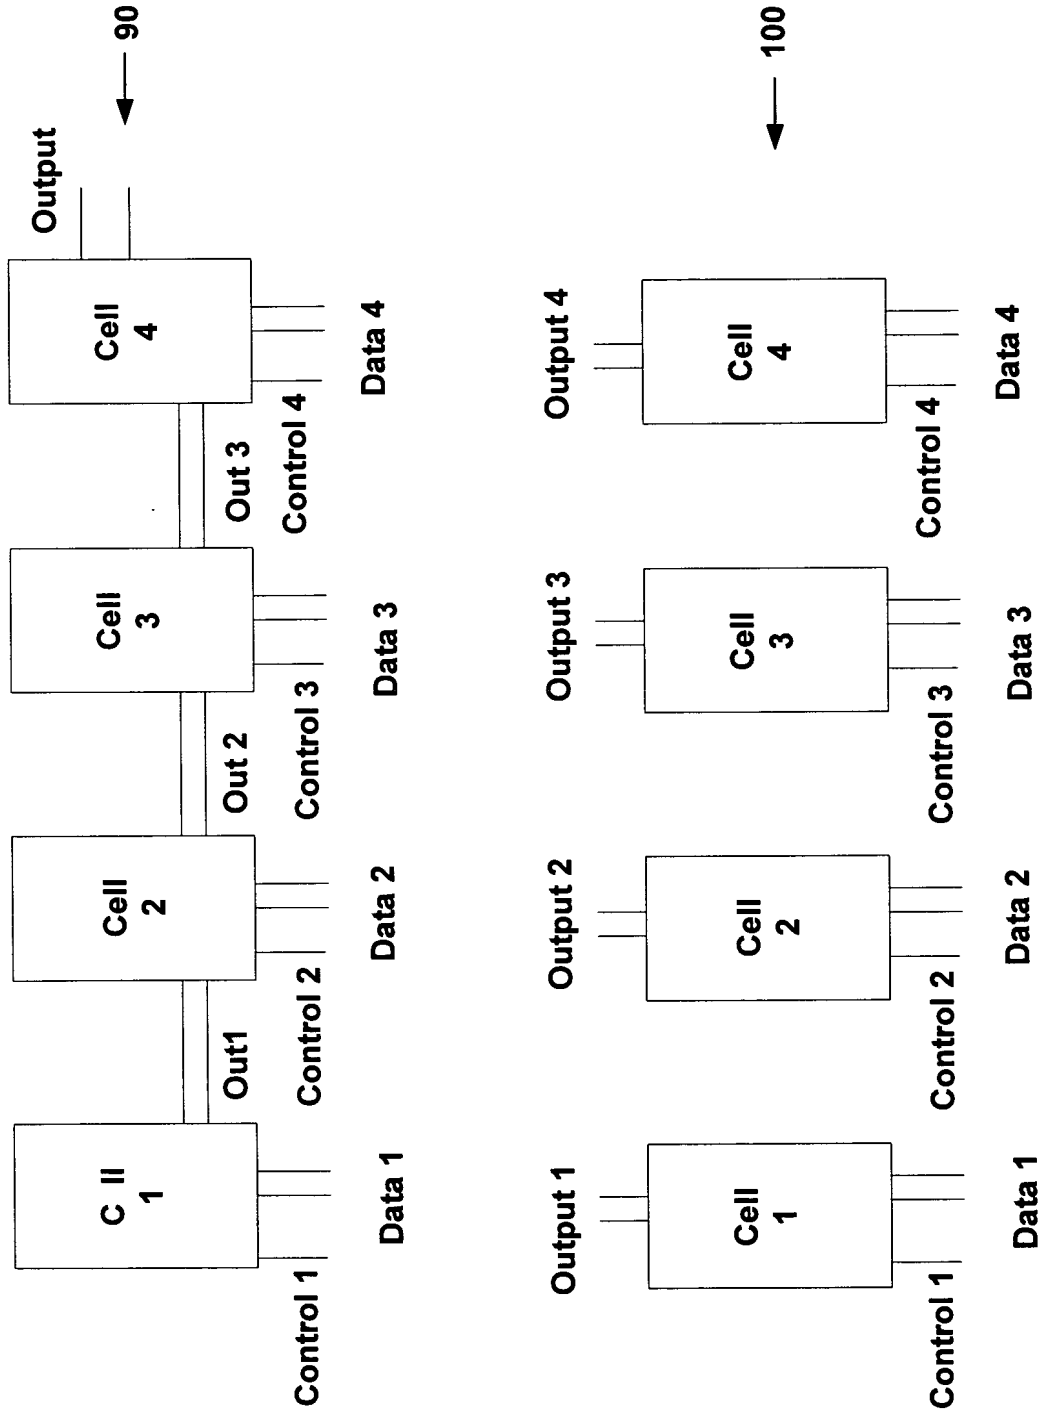 Output
90
C ll
1
Cell
2
Cell
3
Cell
4
Out1
Out 2
Out 3
Control 1
Control 2
Control 3
Control 4
Data 1
Data 2
Data 3
Data 4
Output 1
Output 2
Output 3
Output 4
100
Cell
1
Cell
2
Cell
3
Cell
4
Control 1
Control 2
Control 3
Control 4
Data 1
Data 2
Data 3
Data 4